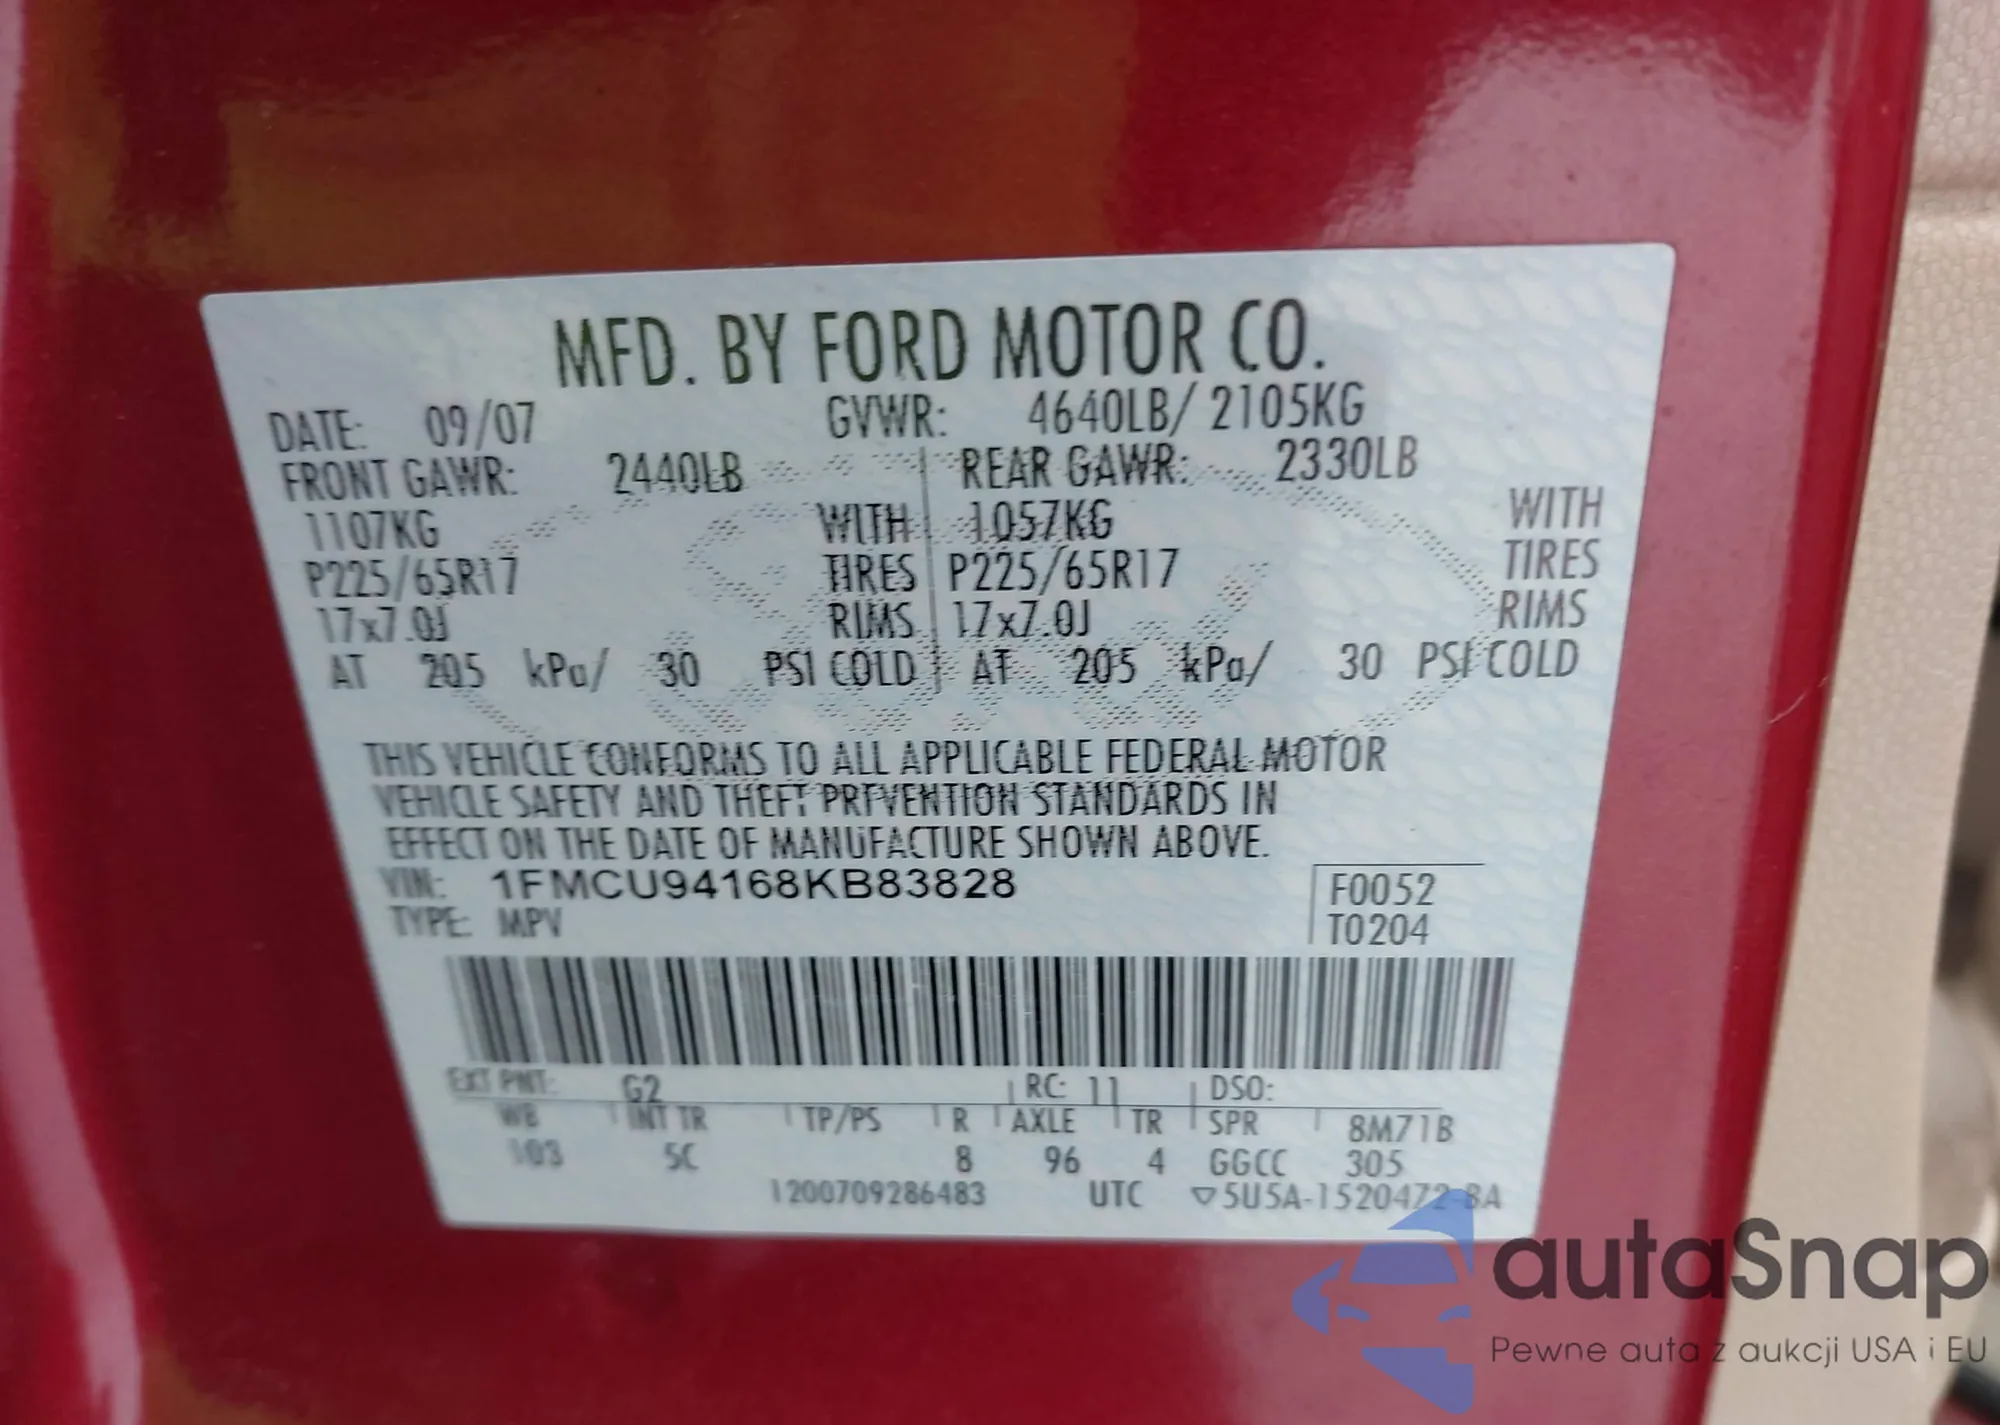 MFD. BY FORD MOTOR CO.
DATE: 09/07 GVWR: 4640LB/ 2105KG
FRONT GAWR: 2440LB REAR GAWR: 2330LB
1107KG WITH 1057KG WITH
P225/65R17 TIRES P225/65R17 TIRES
17x7.0J RIMS 17x7.0J RIMS
AT 205 kPa/ 30 PSI COLD AT 205 kPa/ 30 PSI COLD
THIS VEHICLE CONFORMS TO ALL APPLICABLE FEDERAL MOTOR
VEHICLE SAFETY AND THEFT PREVENTION STANDARDS IN
EFFECT ON THE DATE OF MANUFACTURE SHOWN ABOVE.
VIN: 1FMCU94168KB83828 F0052
TYPE: MPV T0204
EXT PNT: G2 RC: 11 DSO:
WB INT TR TP/PS R AXLE TR SPR 8M71B
103 5C 8 96 4 GGCC 305
1200709286483 UTC ▽5U5A-1520472-BA
autaSnap
Pewne auta z aukcji USA i EU